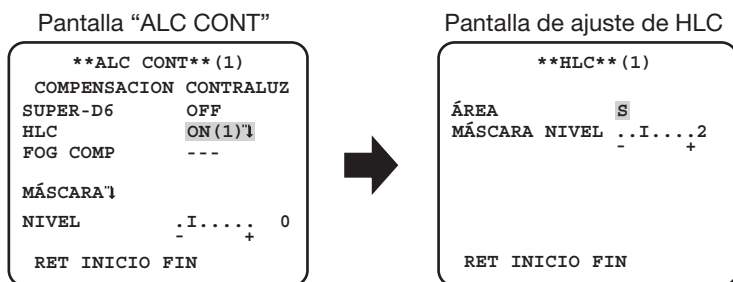 Pantalla “ALC CONT”
**ALC CONT**(1)
COMPENSACION CONTRALUZ
SUPER-D6 OFF
HLC ON(1)
FOG COMP ---
MÁSCARA
NIVEL .I..... 0
- +
RET INICIO FIN
Pantalla de ajuste de HLC
**HLC**(1)
ÁREA S
MÁSCARA NIVEL ..I....2
- +
RET INICIO FIN